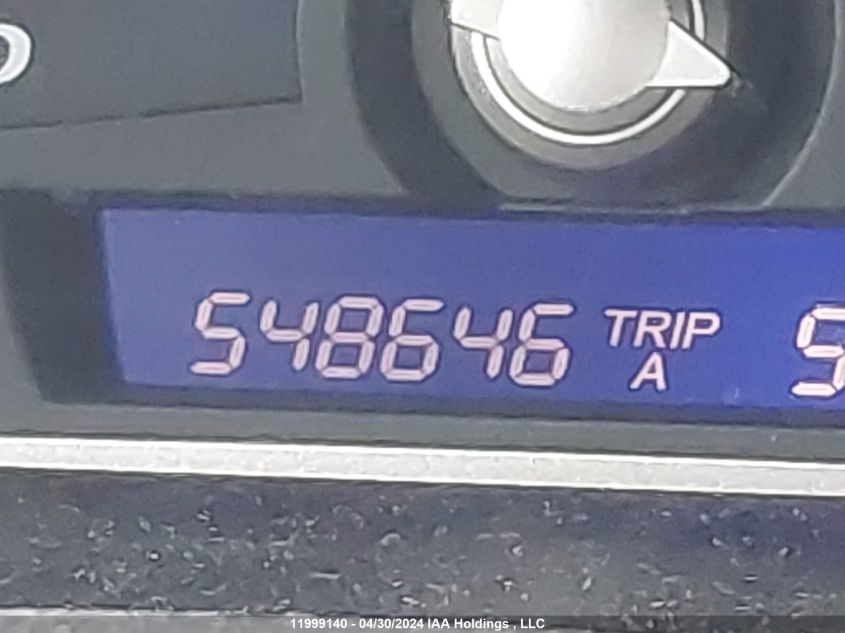 548646 TRIP A 
11999140 - 04/30/2024 IAA Holdings , LLC